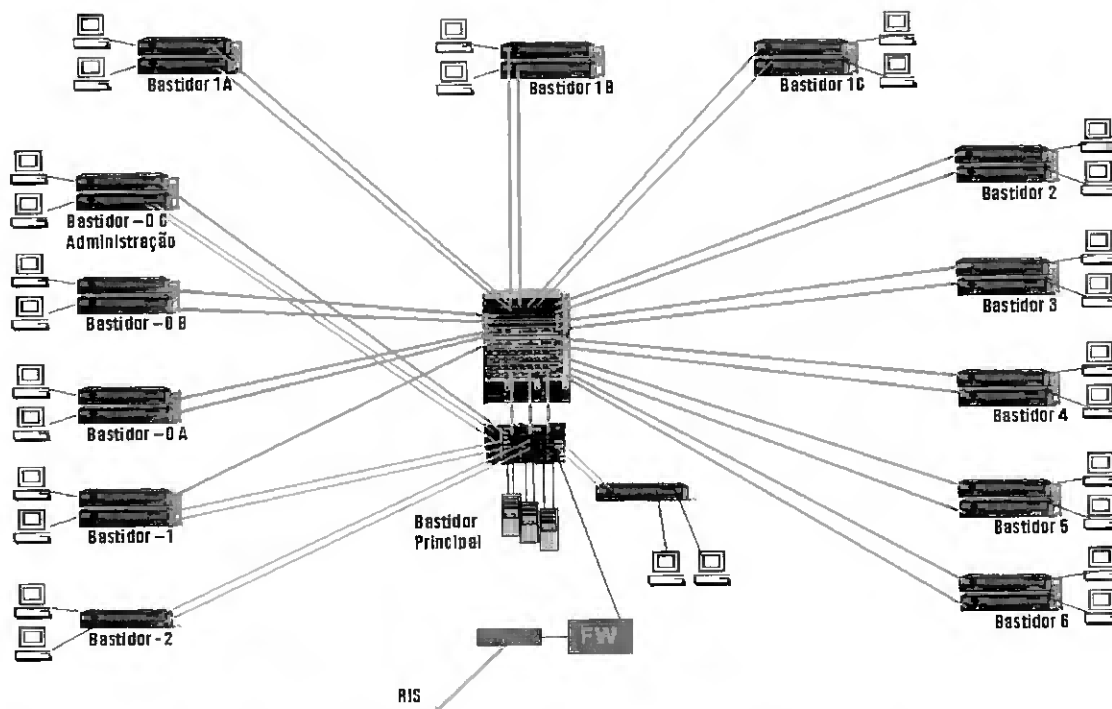 Bastidor 1A
Bastidor 1B
Bastidor 1C
Bastidor 2
Bastidor -0 C
Administração
Bastidor 3
Bastidor -0 B
Bastidor 4
Bastidor -0 A
Bastidor -1
Bastidor
Principal
Bastidor 5
Bastidor 6
Bastidor -2
FW
RIS